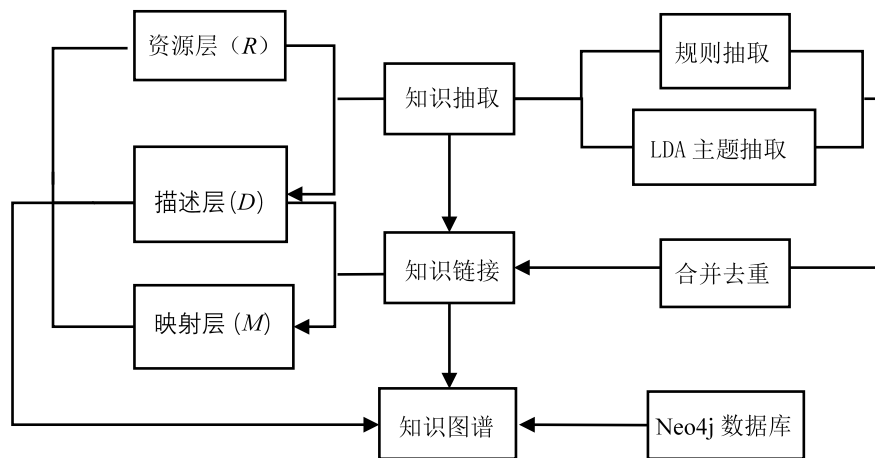 资源层（R）
规则抽取
知识抽取
LDA 主题抽取
描述层(D)
知识链接
合并去重
映射层(M)
知识图谱
Neo4j 数据库